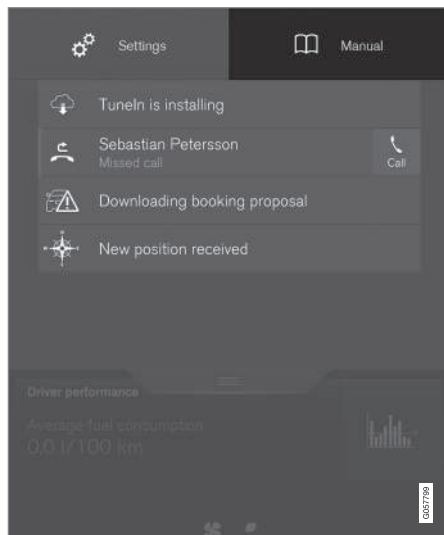 Settings
Manual
TuneIn is installing
Sebastian Petersson
Missed call
Call
Downloading booking proposal
New position received
Driver performance
Average fuel consumption
0.0 l/100 km
G057799